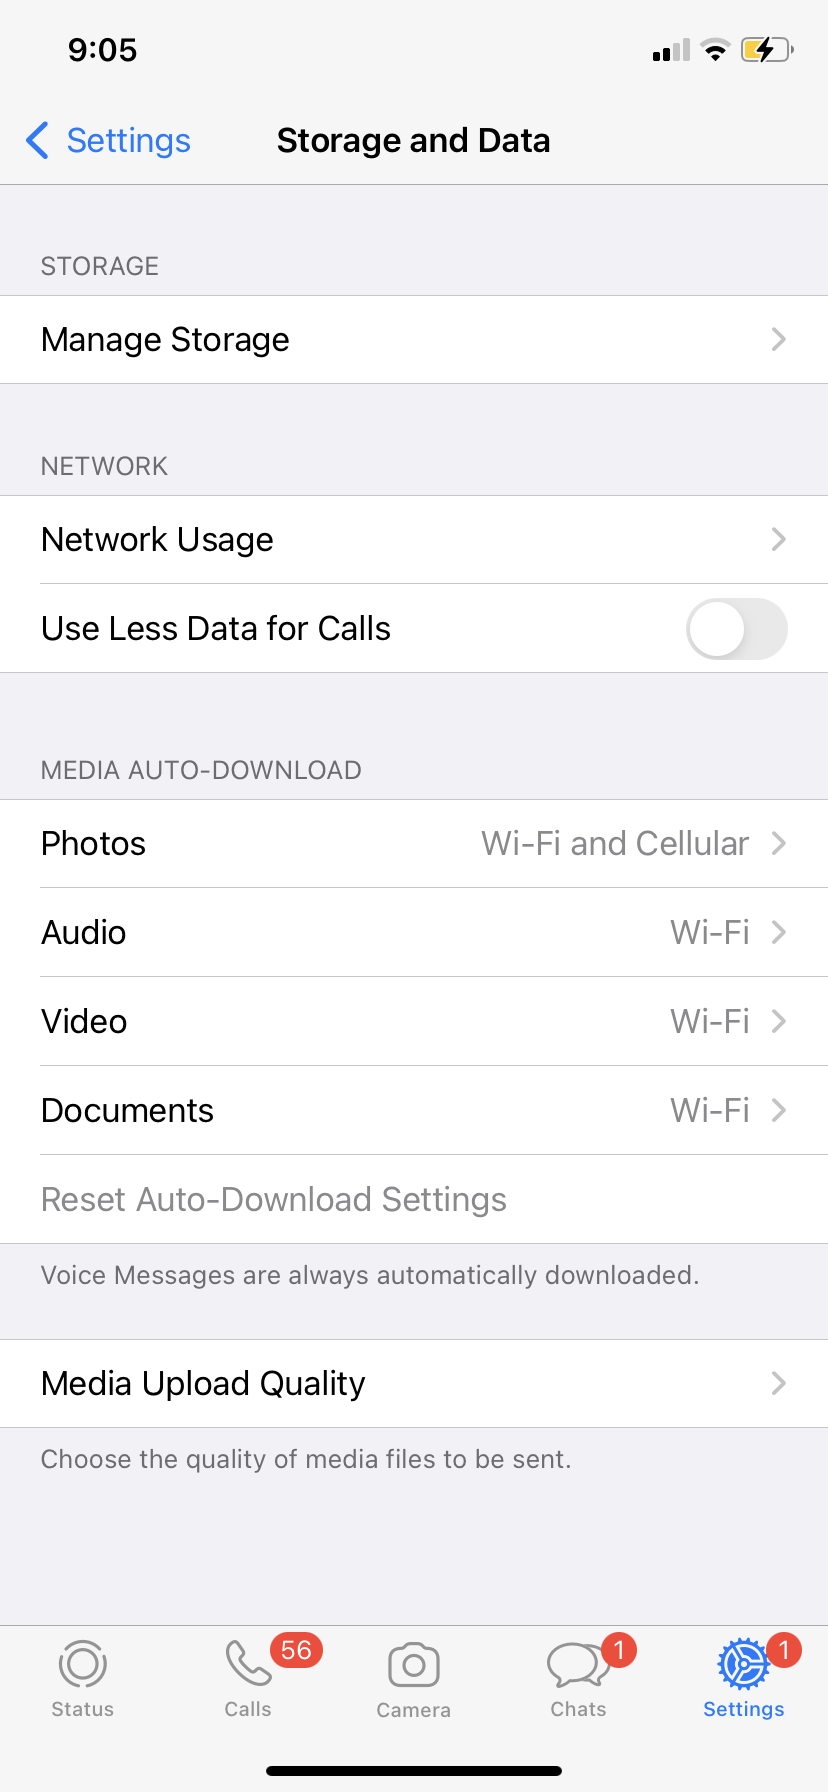 9:05
Settings
Storage and Data
STORAGE
Manage Storage
NETWORK
Network Usage
Use Less Data for Calls
MEDIA AUTO-DOWNLOAD
Photos Wi-Fi and Cellular
Audio Wi-Fi
Video Wi-Fi
Documents Wi-Fi
Reset Auto-Download Settings
Voice Messages are always automatically downloaded.
Media Upload Quality
Choose the quality of media files to be sent.
56 1 1
Status Calls Camera Chats Settings